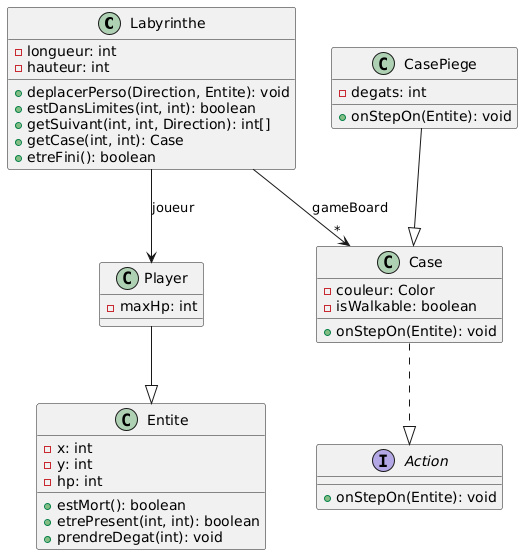 C Labyrinthe
longueur: int
hauteur: int
deplacerPerso(Direction, Entite): void
estDansLimites(int, int): boolean
getSuivant(int, int, Direction): int[]
getCase(int, int): Case
etreFini(): boolean
C CasePiege
degats: int
onStepOn(Entite): void
joueur
gameBoard
*
C Player
maxHp: int
C Case
couleur: Color
isWalkable: boolean
onStepOn(Entite): void
C Entite
x: int
y: int
hp: int
estMort(): boolean
etrePresent(int, int): boolean
prendreDegat(int): void
I Action
onStepOn(Entite): void